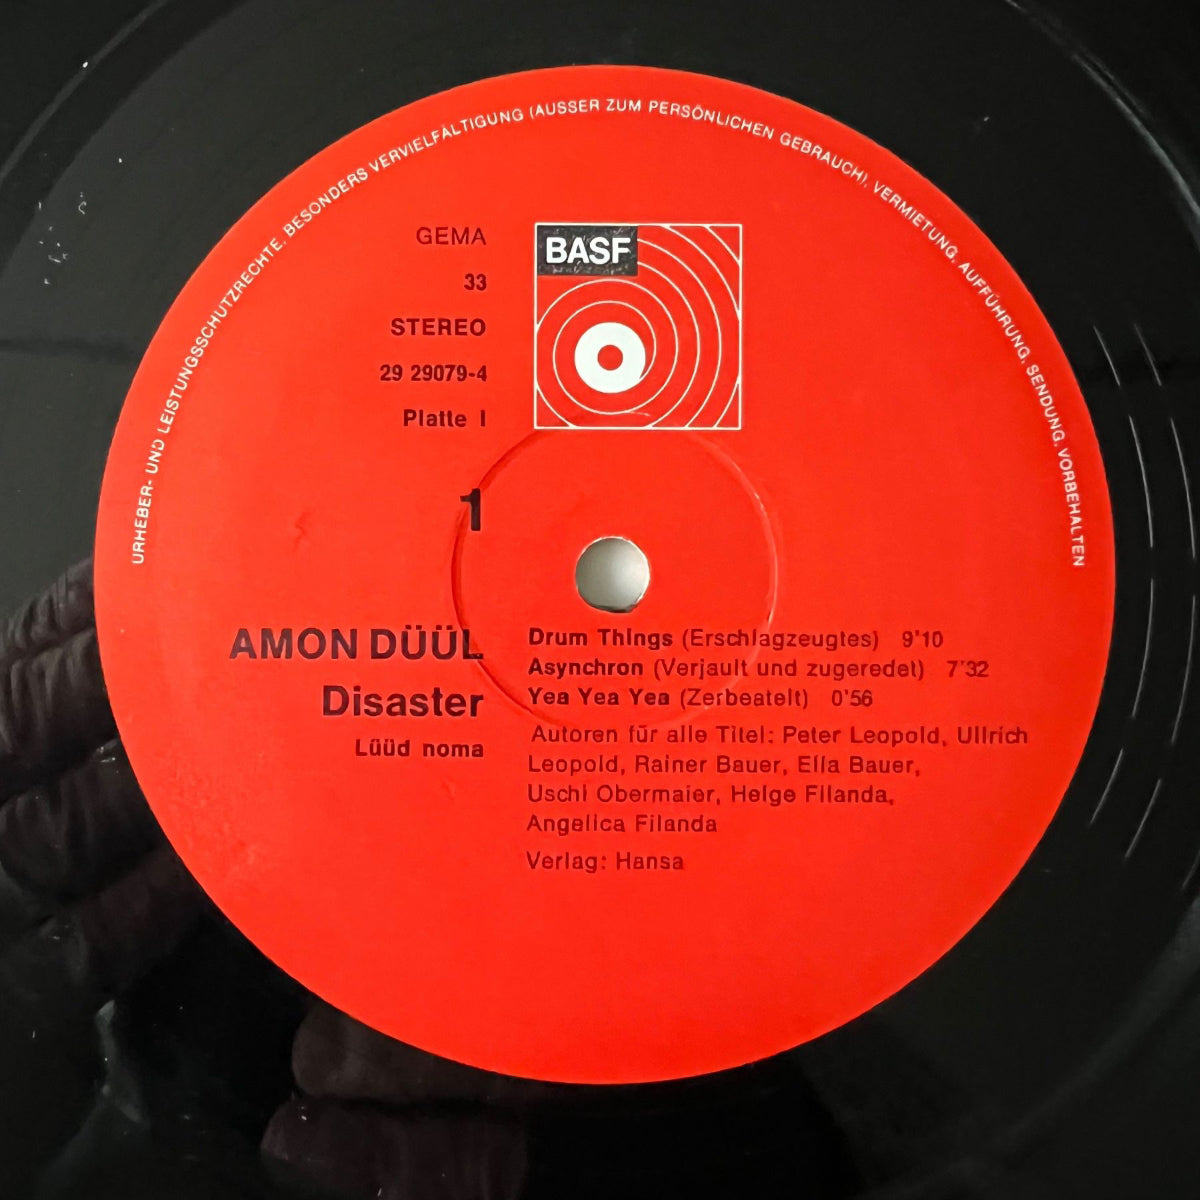 URHEBER- UND LEISTUNGSSCHUTZRECHTE, BESONDERS VERVIELFÄLTIGUNG (AUSSER ZUM PERSÖNLICHEN GEBRAUCH), VERMIETUNG, AUFFÜHRUNG, SENDUNG, VORBEHALTEN
GEMA
33
STEREO
29 29079-4
Platte I
BASF
1
AMON DÜÜL
Disaster
Lüüd noma
Drum Things (Erschlagzeugtes) 9'10
Asynchron (Verjault und zugeredet) 7'32
Yea Yea Yea (Zerbeatelt) 0'56
Autoren für alle Titel: Peter Leopold, Ullrich
Leopold, Rainer Bauer, Ella Bauer,
Uschi Obermaier, Helge Filanda,
Angelica Filanda
Verlag: Hansa